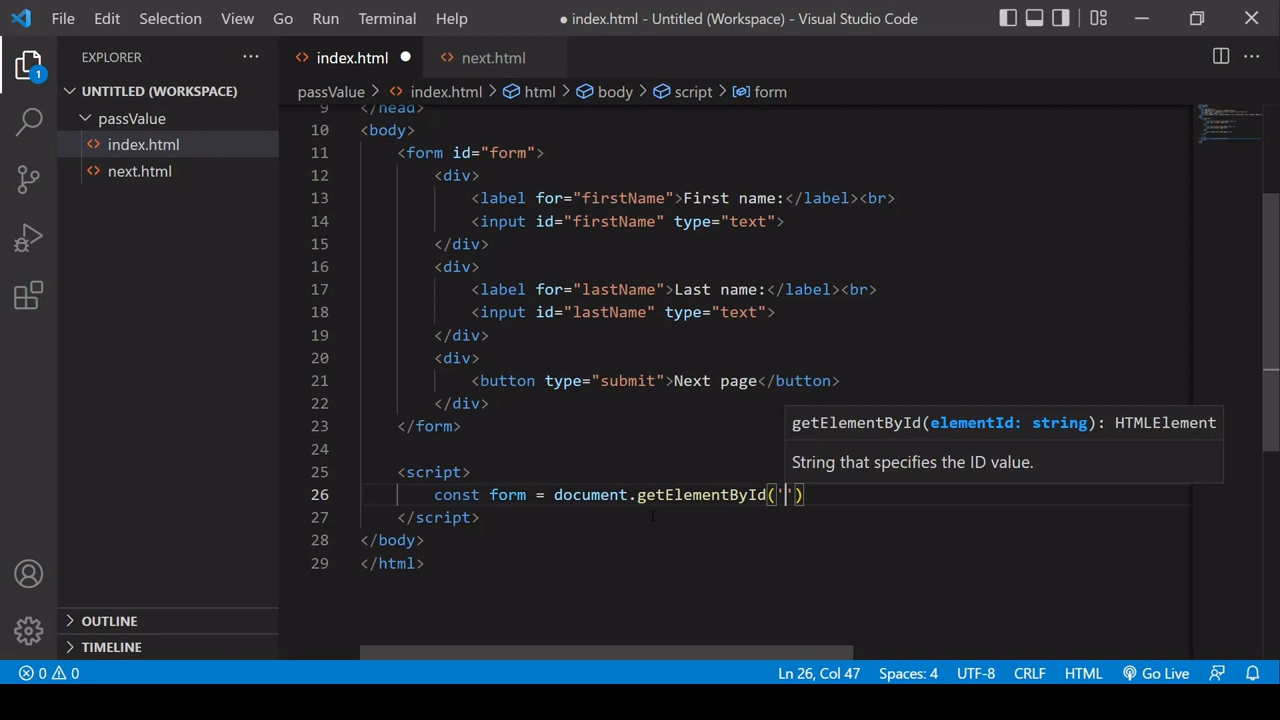 File Edit Selection View Go Run Terminal Help ● index.html - Untitled (Workspace) - Visual Studio Code
EXPLORER
index.html
next.html
1
UNTITLED (WORKSPACE)
passValue > index.html > html > body > script > form
passValue
index.html
next.html
9 </head>
10 <body>
11 <form id="form">
12 <div>
13 <label for="firstName">First name:</label><br>
14 <input id="firstName" type="text">
15 </div>
16 <div>
17 <label for="lastName">Last name:</label><br>
18 <input id="lastName" type="text">
19 </div>
20 <div>
21 <button type="submit">Next page</button>
22 </div>
23 </form>
24
25 <script>
26 const form = document.getElementById('')
27 </script>
28 </body>
29 </html>
getElementById(elementId: string): HTMLElement
String that specifies the ID value.
OUTLINE
TIMELINE
0 0
Ln 26, Col 47 Spaces: 4 UTF-8 CRLF HTML Go Live